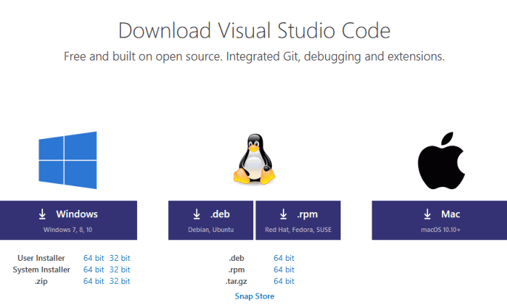 Download Visual Studio Code
Free and built on open source. Integrated Git, debugging and extensions.
Windows
Windows 7, 8, 10
.deb
Debian, Ubuntu
.rpm
Red Hat, Fedora, SUSE
Mac
macOS 10.10+
User Installer 64 bit 32 bit
System Installer 64 bit 32 bit
.zip 64 bit 32 bit
.deb 64 bit
.rpm 64 bit
.tar.gz 64 bit
Snap Store